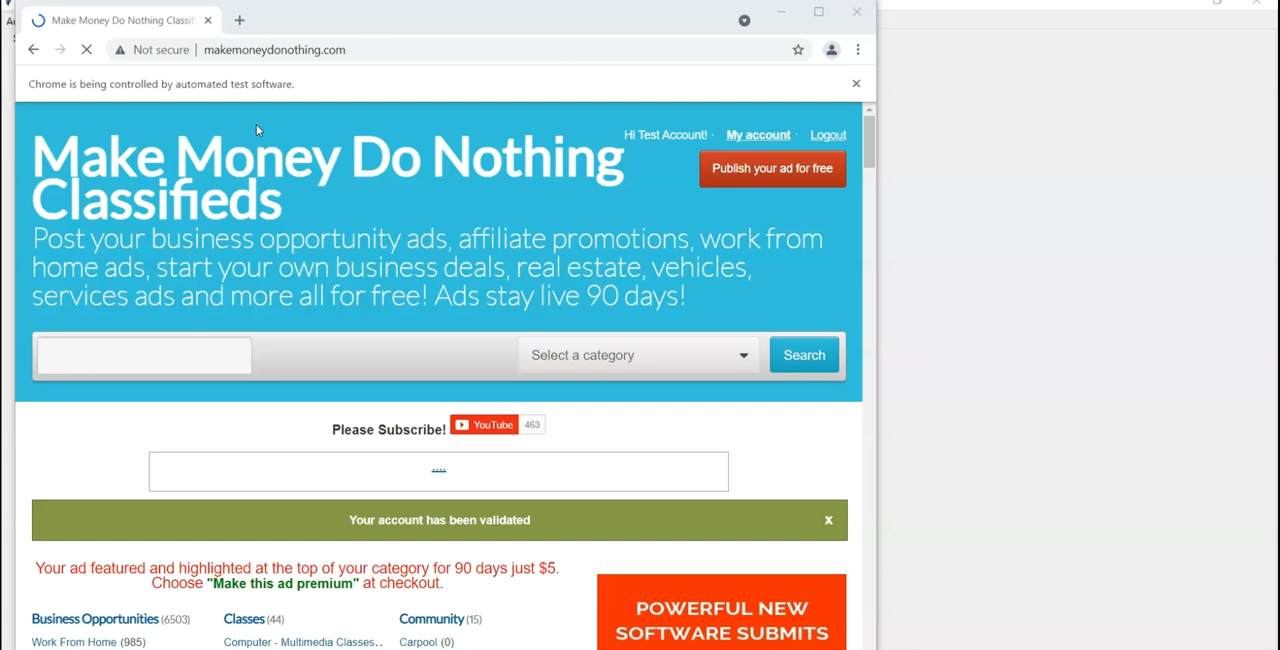 Make Money Do Nothing Classif
Not secure | makemoneydonothing.com
Chrome is being controlled by automated test software.
Hi Test Account! · My account · Logout
Publish your ad for free
Make Money Do Nothing
Classifieds
Post your business opportunity ads, affiliate promotions, work from
home ads, start your own business deals, real estate, vehicles,
services ads and more all for free! Ads stay live 90 days!
Select a category
Search
Please Subscribe! YouTube 463
....
Your account has been validated x
Your ad featured and highlighted at the top of your category for 90 days just $5.
Choose "Make this ad premium" at checkout.
POWERFUL NEW
SOFTWARE SUBMITS
Business Opportunities (6503)
Work From Home (985)
Classes (44)
Computer - Multimedia Classes..
Community (15)
Carpool (0)